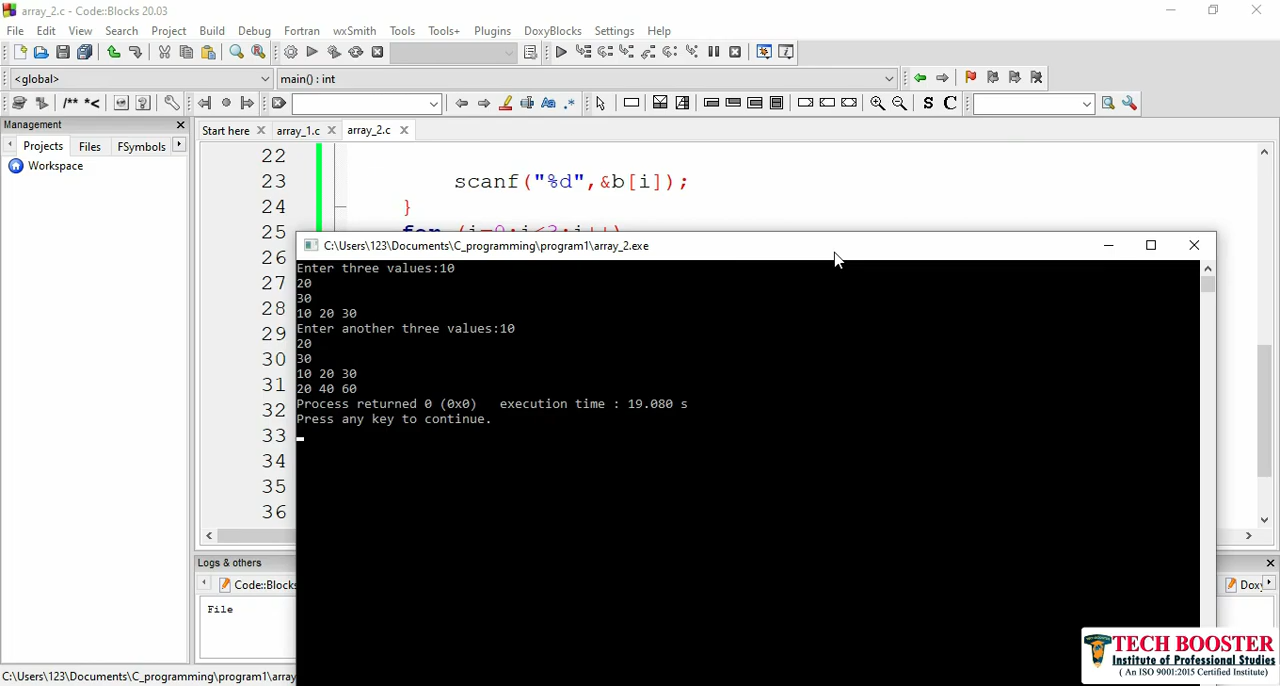 array_2.c - Code::Blocks 20.03
File Edit View Search Project Build Debug Fortran wxSmith Tools Tools+ Plugins DoxyBlocks Settings Help
<global> main() : int
/** *< S C
Management
Projects Files FSymbols
Workspace
Start here array_1.c array_2.c
22
23 scanf("%d",&b[i]);
24 }
25 for (i=0;i<3;i++)
26
27
28
29
30
31
32
33
34
35
36
C:\Users\123\Documents\C_programming\program1\array_2.exe
Enter three values:10
20
30
10 20 30
Enter another three values:10
20
30
10 20 30
20 40 60
Process returned 0 (0x0) execution time : 19.080 s
Press any key to continue.
Logs & others
Code::Blocks
File
C:\Users\123\Documents\C_programming\program1\array
TECH BOOSTER
Institute of Professional Studies
( An ISO 9001:2015 Certified Institute)